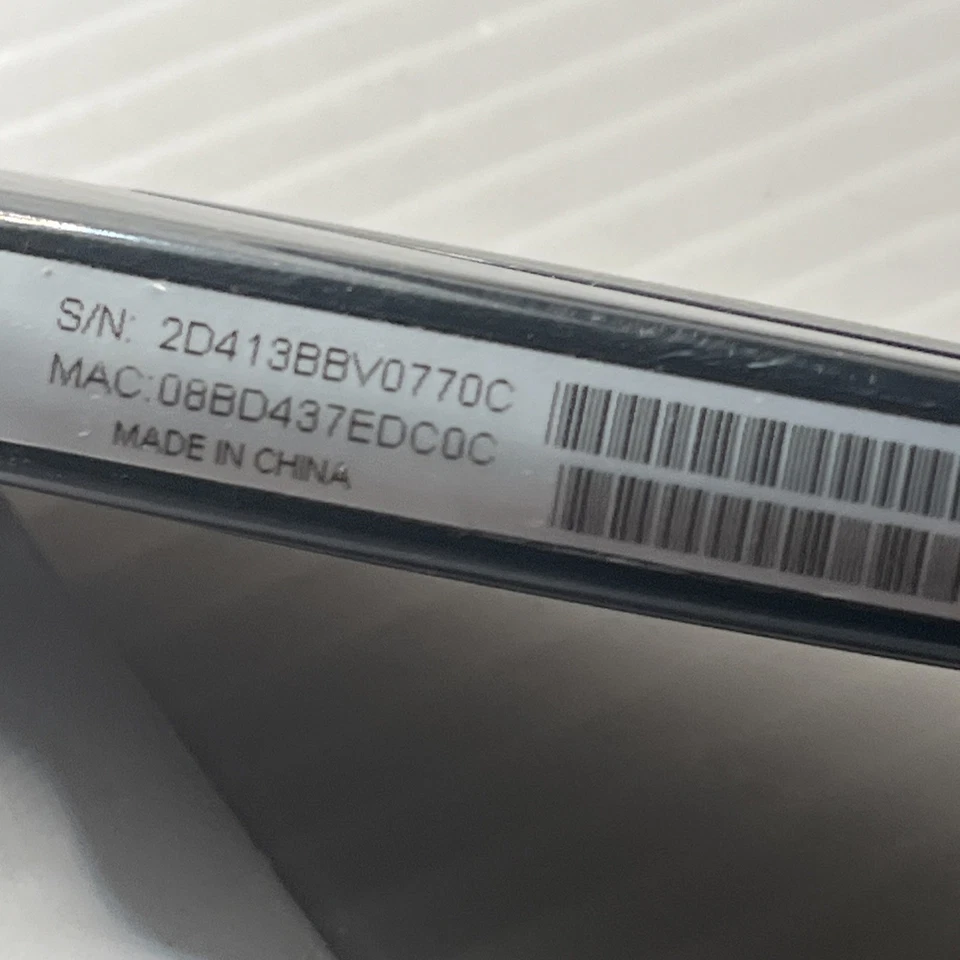 S/N: 2D413BBV0770C
MAC:08BD437EDC0C
MADE IN CHINA